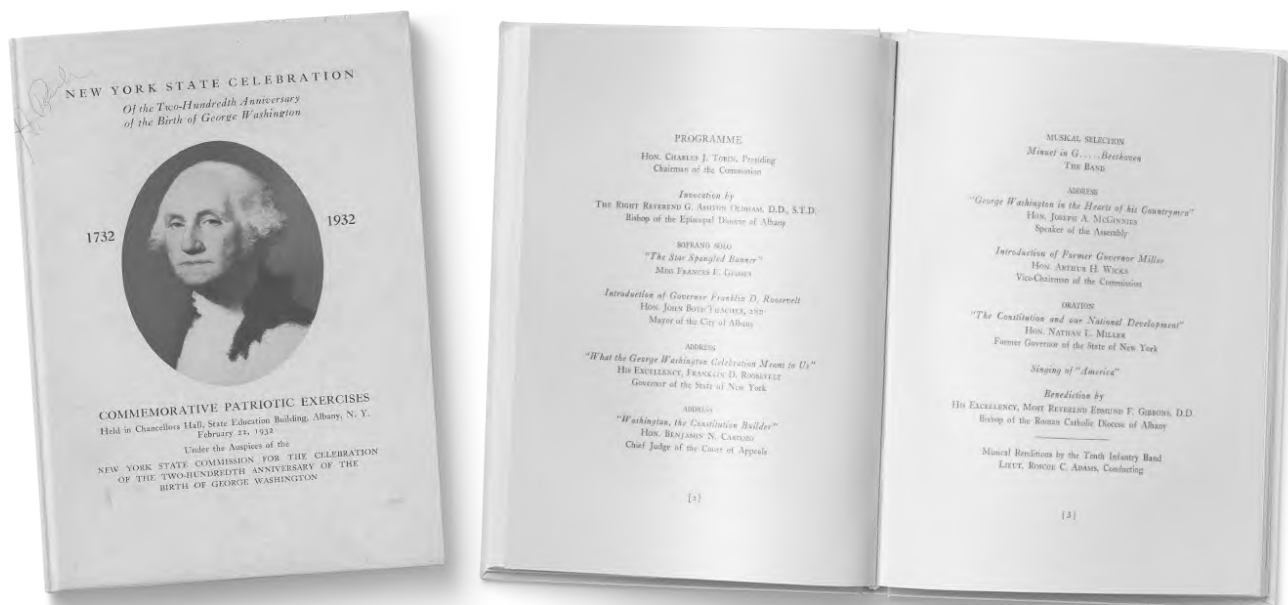 NEW YORK STATE CELEBRATION
Of the Two-Hundredth Anniversary
of the Birth of George Washington
1732
1932
COMMEMORATIVE PATRIOTIC EXERCISES
Held in Chancellors Hall, State Education Building, Albany, N. Y.
February 22, 1932
Under the Auspices of the
NEW YORK STATE COMMISSION FOR THE CELEBRATION
OF THE TWO-HUNDREDTH ANNIVERSARY OF THE
BIRTH OF GEORGE WASHINGTON
PROGRAMME
HON. CHARLES J. TOBIN, Presiding
Chairman of the Commission
Invocation by
THE RIGHT REVEREND G. ASHTON OLDHAM, D.D., S.T.D.
Bishop of the Episcopal Diocese of Albany
SOPRANO SOLO
"The Star Spangled Banner"
MISS FRANCES E.
Introduction of Governor Franklin D. Roosevelt
HON. JOHN BOYD THACHER, 2ND
Mayor of the City of Albany
ADDRESS
"What the George Washington Celebration Means to Us"
HIS EXCELLENCY, FRANKLIN D. ROOSEVELT
Governor of the State of New York
ADDRESS
"Washington, the Constitution Builder"
HON. BENJAMIN N. CARDOZO
Chief Judge of the Court of Appeals
[2]
MUSICAL SELECTION
Minuet in G.....Beethoven
THE BAND
ADDRESS
"George Washington in the Hearts of his Countrymen"
HON. JOSEPH A. MCGINNIES
Speaker of the Assembly
Introduction of Former Governor Miller
HON. ARTHUR H. WICKS
Vice-Chairman of the Commission
ORATION
"The Constitution and our National Development"
HON. NATHAN L. MILLER
Former Governor of the State of New York
Singing of "America"
Benediction by
HIS EXCELLENCY, MOST REVEREND EDMUND F. GIBBONS, D.D.
Bishop of the Roman Catholic Diocese of Albany
Musical Renditions by the Tenth Infantry Band
LIEUT. ROSCOE C. ADAMS, Conducting
[3]